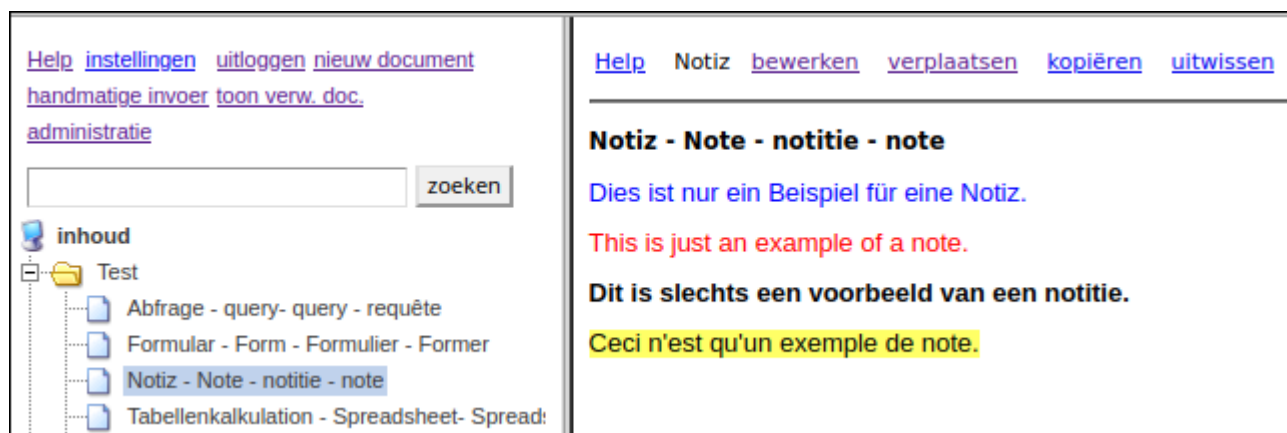 Help instellingen uitloggen nieuw document
handmatige invoer toon verw. doc.
administratie
zoeken
inhoud
Test
Abfrage - query- query - requête
Formular - Form - Formulier - Former
Notiz - Note - notitie - note
Tabellenkalkulation - Spreadsheet- Spreads
Help Notiz bewerken verplaatsen kopiëren uitwissen
Notiz - Note - notitie - note
Dies ist nur ein Beispiel für eine Notiz.
This is just an example of a note.
Dit is slechts een voorbeeld van een notitie.
Ceci n'est qu'un exemple de note.